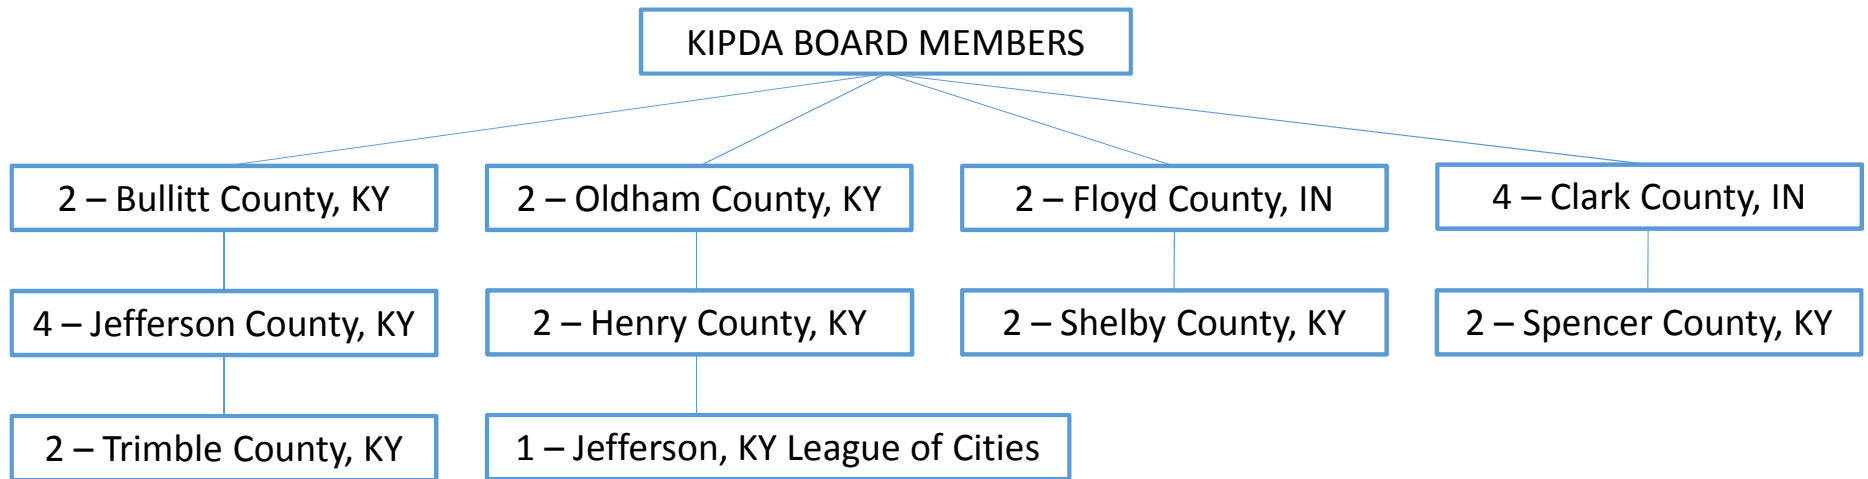 KIPDA BOARD MEMBERS
2 – Bullitt County, KY
2 – Oldham County, KY
2 – Floyd County, IN
4 – Clark County, IN
4 – Jefferson County, KY
2 – Henry County, KY
2 – Shelby County, KY
2 – Spencer County, KY
2 – Trimble County, KY
1 – Jefferson, KY League of Cities